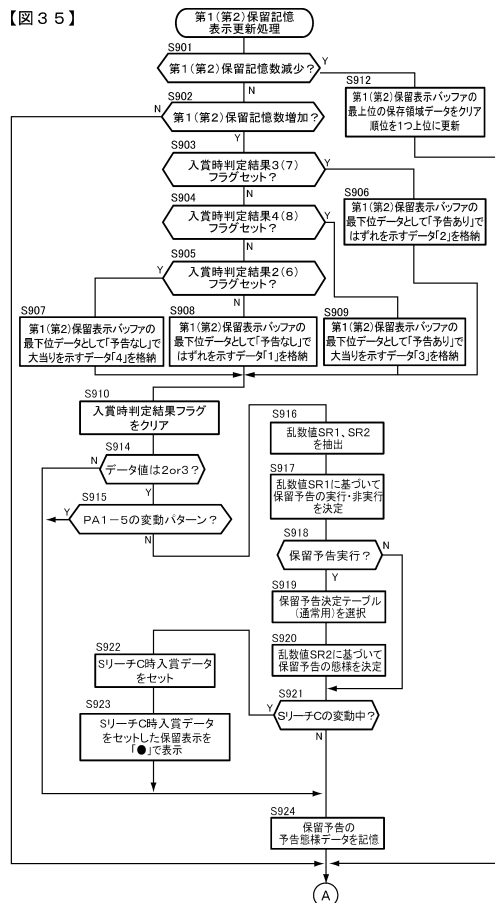 【図３５】
第1(第2)保留記憶
表示更新処理
S901
第1(第2)保留記憶数減少?
Y
N
S912
第1(第2)保留表示バッファの
最上位の保存領域データをクリア
順位を1つ上位に更新
S902
第1(第2)保留記憶数増加?
N
Y
S903
入賞時判定結果3(7)
フラグセット?
Y
N
S906
第1(第2)保留表示バッファの
最下位データとして「予告あり」で
はずれを示すデータ「2」を格納
S904
入賞時判定結果4(8)
フラグセット?
Y
N
S905
入賞時判定結果2(6)
フラグセット?
Y
N
S907
第1(第2)保留表示バッファの
最下位データとして「予告なし」で
大当りを示すデータ「4」を格納
S908
第1(第2)保留表示バッファの
最下位データとして「予告なし」で
はずれを示すデータ「1」を格納
S909
第1(第2)保留表示バッファの
最下位データとして「予告あり」で
大当りを示すデータ「3」を格納
S910
入賞時判定結果フラグ
をクリア
S914
データ値は2or3?
N
Y
S915
PA1-5の変動パターン?
Y
N
S916
乱数値SR1、SR2
を抽出
S917
乱数値SR1に基づいて
保留予告の実行・非実行
を決定
S918
保留予告実行?
N
Y
S919
保留予告決定テーブル
(通常用)を選択
S920
乱数値SR2に基づいて
保留予告の態様を決定
S921
SリーチCの変動中?
Y
N
S922
SリーチC時入賞データ
をセット
S923
SリーチC時入賞データ
をセットした保留表示を
「●」で表示
S924
保留予告の
予告態様データを記憶
A